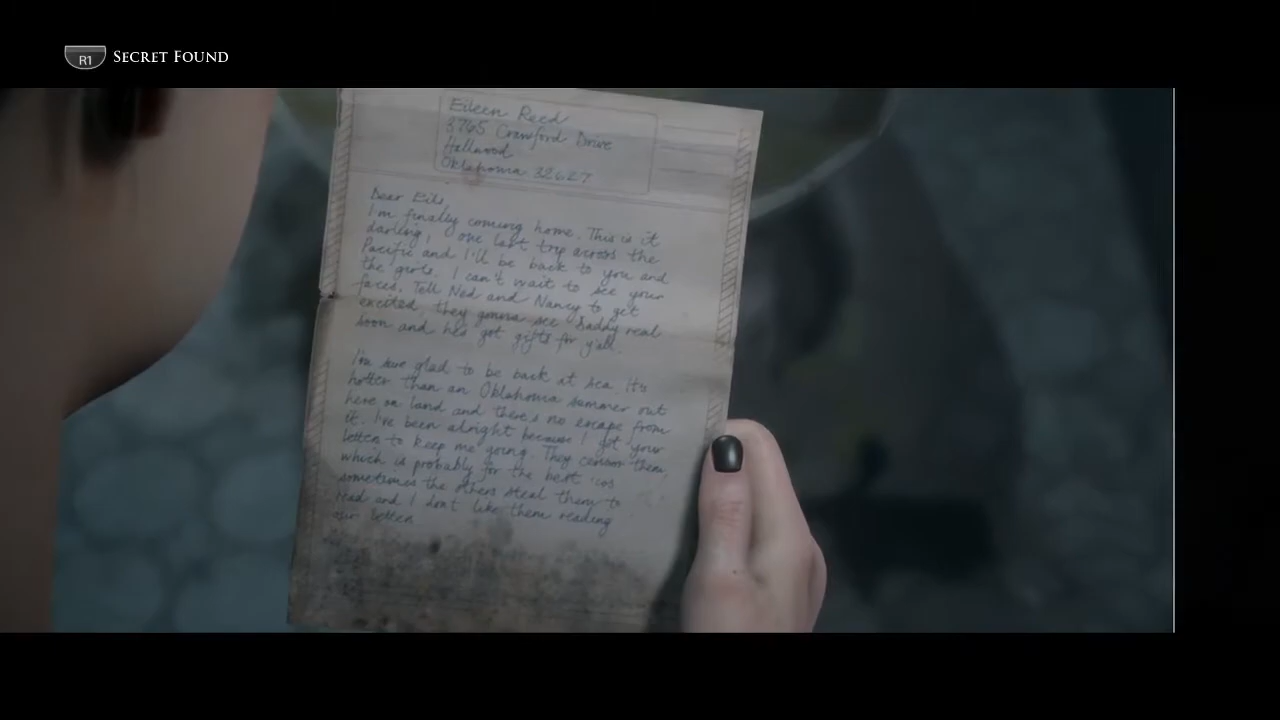 R1 SECRET FOUND
Eileen Reed
3765 Crawford Drive
Hallwood
Oklahoma 32627
Dear Eil,
I'm finally coming home. This is it
darling, one last trip across the
Pacific and I'll be back to you and
the girls. I can't wait to see your
faces. Tell Ned and Nancy to get
excited, they gonna see Daddy real
soon and he's got gifts for y'all.
I'm sure glad to be back at sea. It's
hotter than an Oklahoma summer out
here on land and there's no escape from
it. I've been alright because I got your
letters to keep me going. They censor them,
which is probably for the best 'cos
sometimes the others steal them to
read and I don't like them reading
our letters